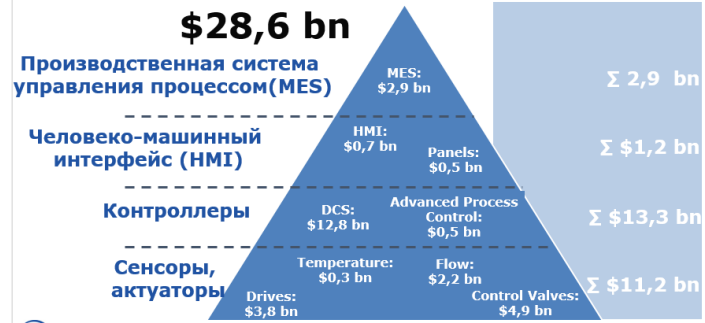 $28,6 bn
Производственная система
управления процессом(MES)
MES:
$2,9 bn
∑ 2,9 bn
Человеко-машинный
интерфейс (HMI)
HMI:
$0,7 bn
Panels:
$0,5 bn
∑ $1,2 bn
Контроллеры
DCS:
$12,8 bn
Advanced Process
Control:
$0,5 bn
∑ $13,3 bn
Сенсоры,
актуаторы
Temperature:
$0,3 bn
Flow:
$2,2 bn
Drives:
$3,8 bn
Control Valves:
$4,9 bn
∑ $11,2 bn